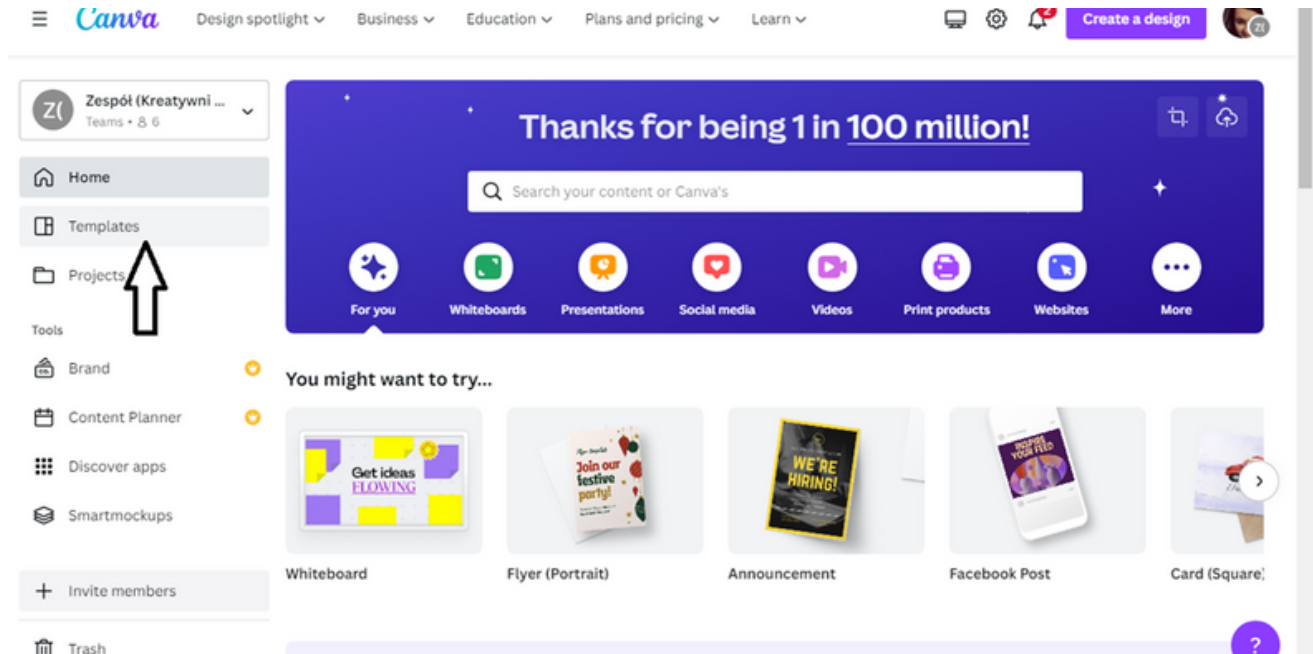 Canva
Design spotlight
Business
Education
Plans and pricing
Learn
2
Create a design
Z(
Z(
Zespół (Kreatywni ...
Teams • 6
Home
Templates
Projects
Tools
Brand
Content Planner
Discover apps
Smartmockups
Invite members
Trash
Thanks for being 1 in 100 million!
Search your content or Canva's
For you
Whiteboards
Presentations
Social media
Videos
Print products
Websites
More
You might want to try...
Get ideas
FLOWING
Join our
festive
party!
WE'RE
HIRING!
INSPIRE
YOUR FEED
Whiteboard
Flyer (Portrait)
Announcement
Facebook Post
Card (Square)
?